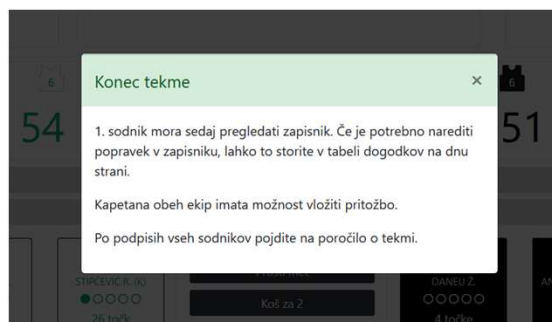 6
Konec tekme
×
6
54
51
1. sodnik mora sedaj pregledati zapisnik. Če je potrebno narediti
popravek v zapisniku, lahko to storite v tabeli dogodkov na dnu
strani.
Kapetana obeh ekip imata možnost vložiti pritožbo.
Po podpisih vseh sodnikov pojdite na poročilo o tekmi.
STIPČEVIĆ R. (K)
DANEU Ž.
Koš za 2
26 točk
4 točke